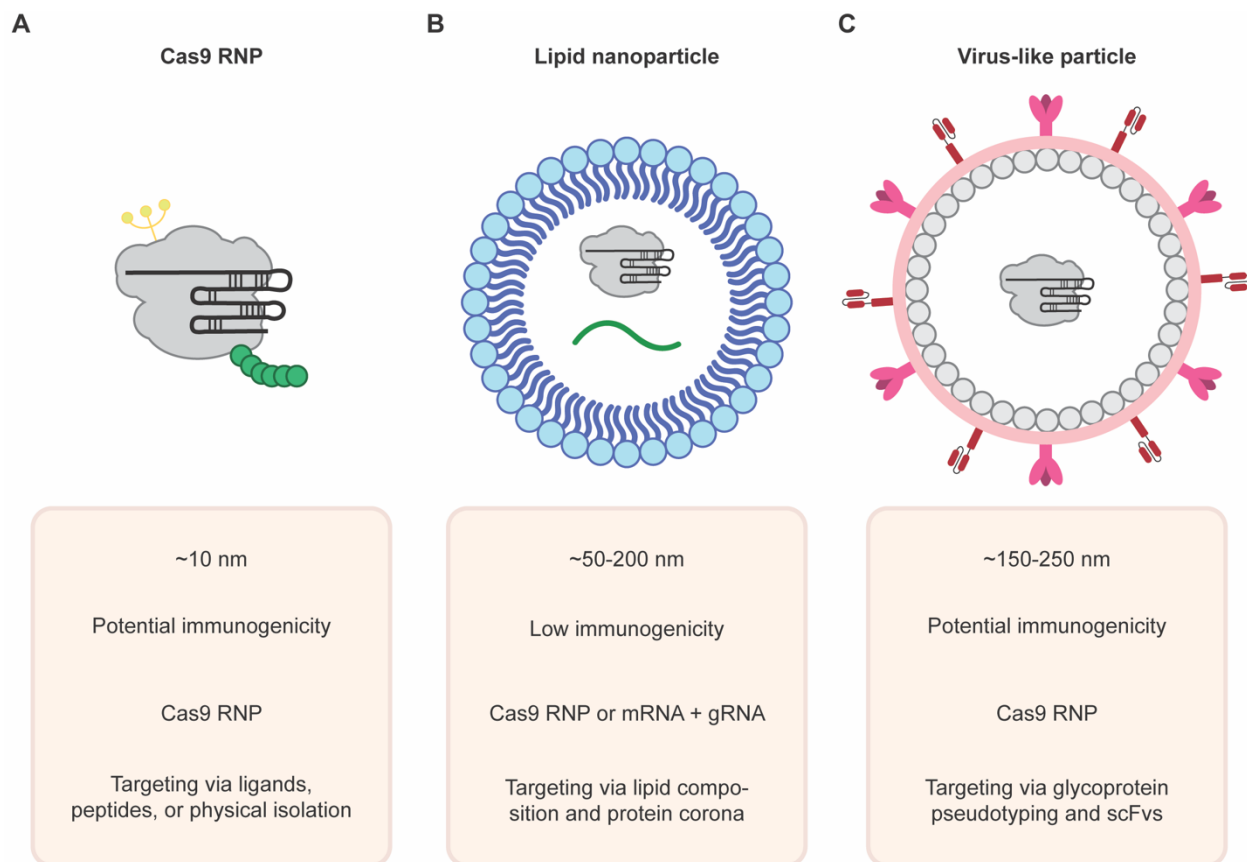 A
Cas9 RNP
~10 nm
Potential immunogenicity
Cas9 RNP
Targeting via ligands,
peptides, or physical isolation
B
Lipid nanoparticle
~50-200 nm
Low immunogenicity
Cas9 RNP or mRNA + gRNA
Targeting via lipid compo-
sition and protein corona
C
Virus-like particle
~150-250 nm
Potential immunogenicity
Cas9 RNP
Targeting via glycoprotein
pseudotyping and scFvs